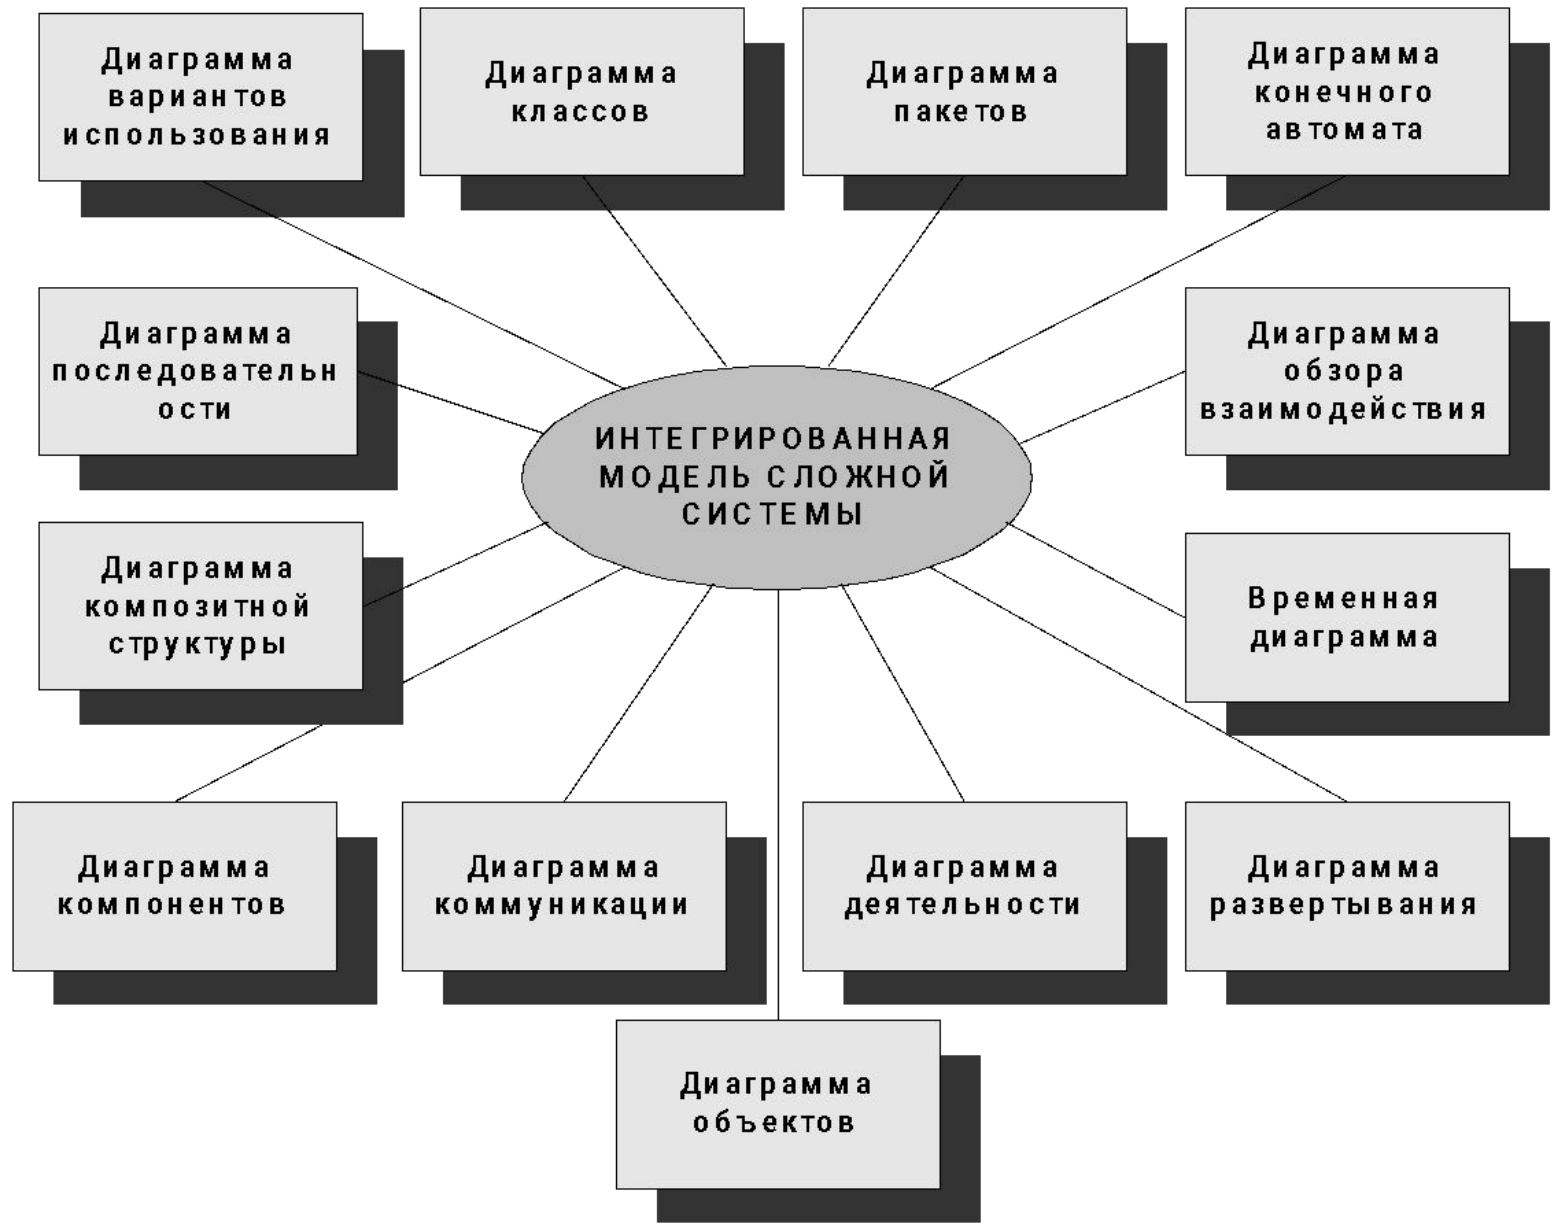 Диаграмма
вариантов
использования
Диаграмма
классов
Диаграмма
пакетов
Диаграмма
конечного
автомата
Диаграмма
последовательн
ости
Диаграмма
обзора
взаимодействия
ИНТЕГРИРОВАННАЯ
МОДЕЛЬ СЛОЖНОЙ
СИСТЕМЫ
Диаграмма
композитной
структуры
Временная
диаграмма
Диаграмма
компонентов
Диаграмма
коммуникации
Диаграмма
деятельности
Диаграмма
развертывания
Диаграмма
объектов